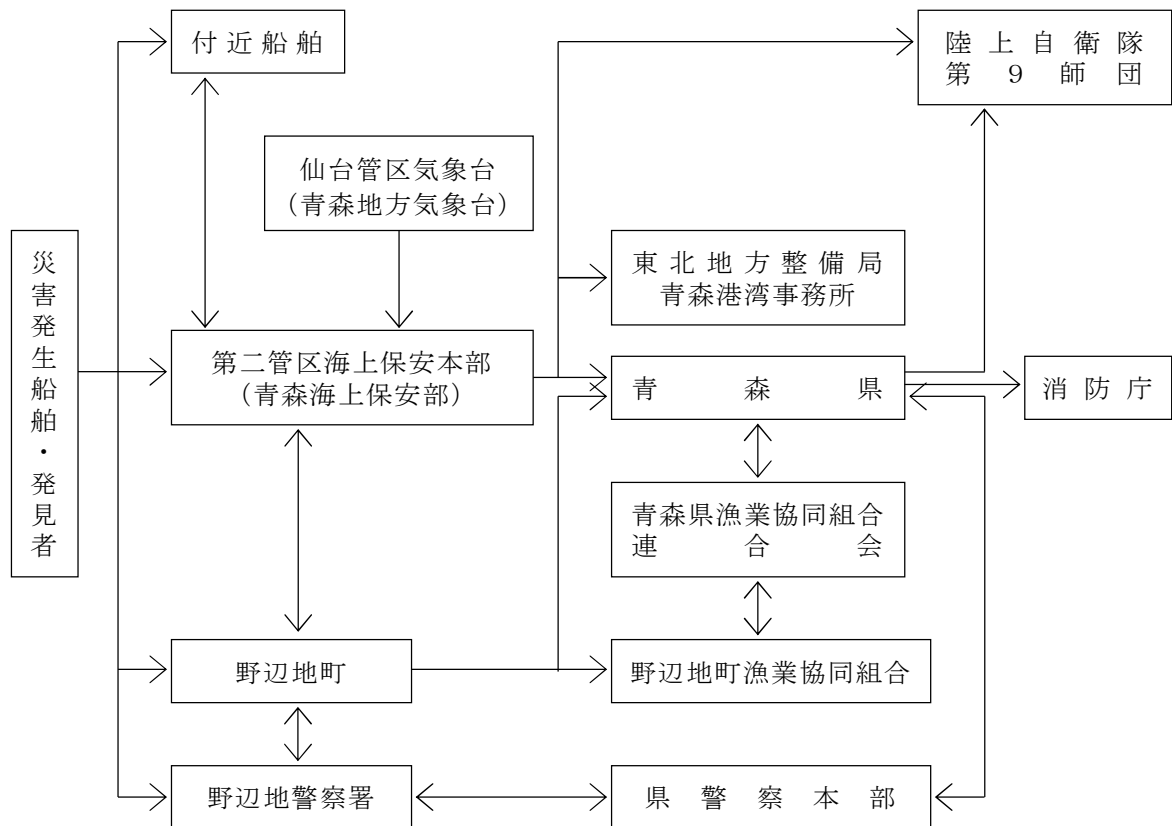 付近船舶
陸上自衛隊
第9師団
仙台管区気象台
(青森地方気象台)
災害発生船舶・発見者
東北地方整備局
青森港湾事務所
第二管区海上保安本部
(青森海上保安部)
青森県
消防庁
青森県漁業協同組合
連合会
野辺地町
野辺地町漁業協同組合
野辺地警察署
県警察本部